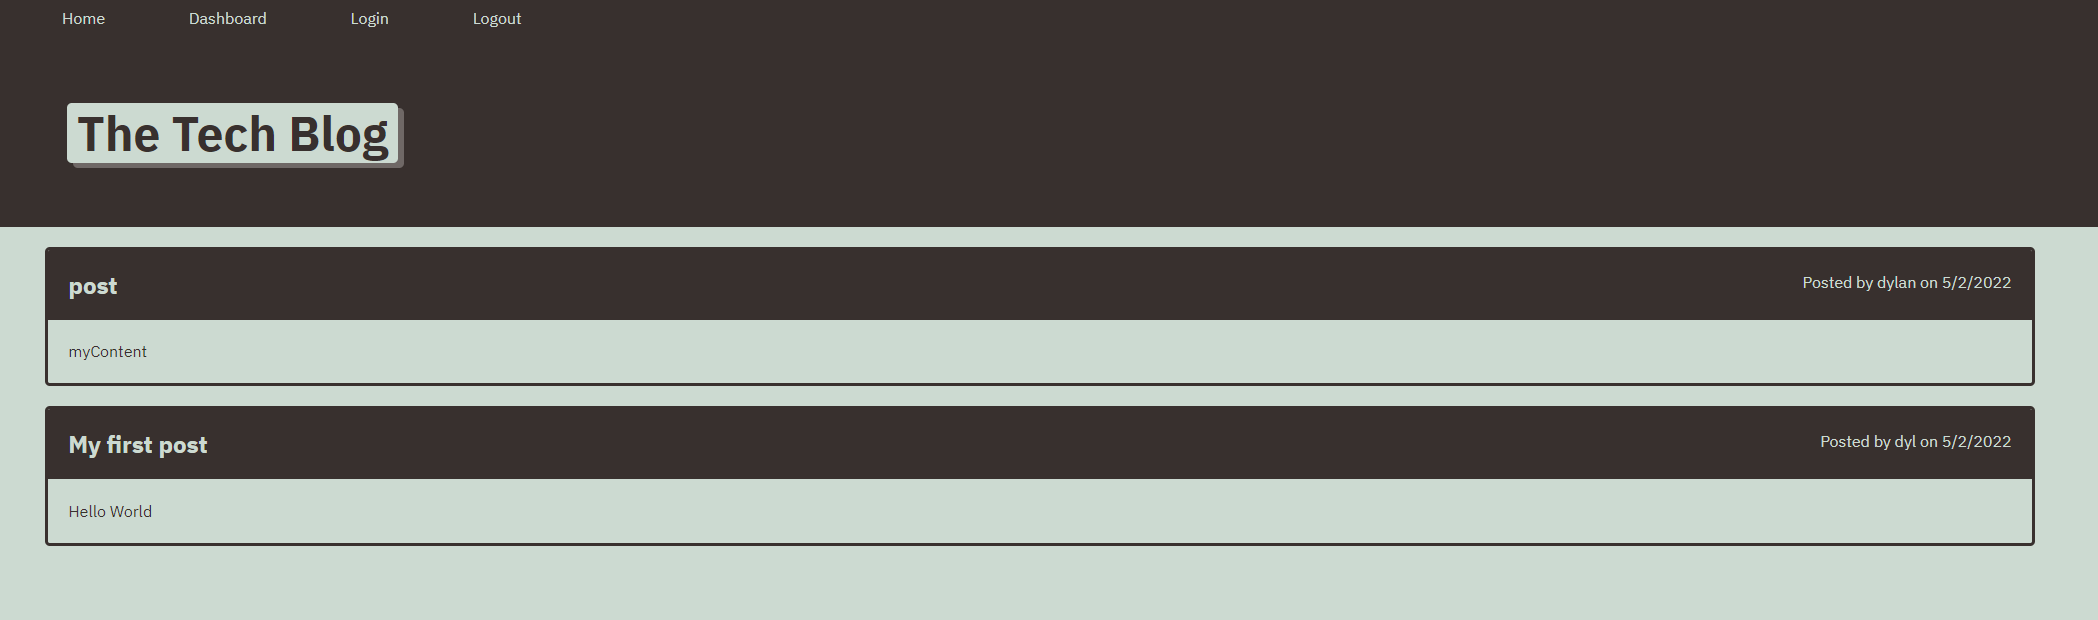 Home Dashboard Login Logout
The Tech Blog
post Posted by dylan on 5/2/2022
myContent
My first post Posted by dyl on 5/2/2022
Hello World